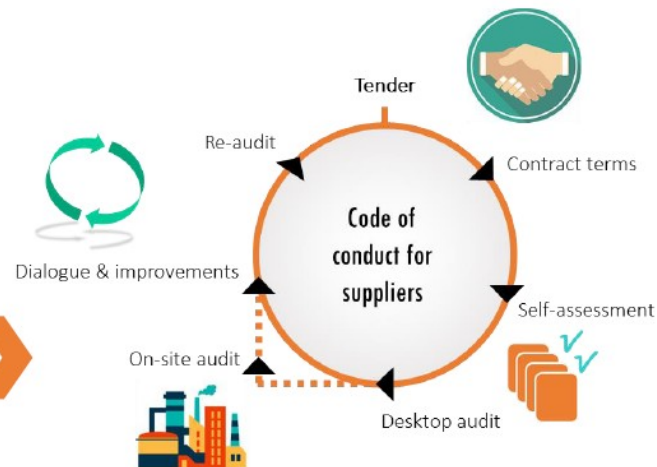 Tender
Re-audit
Contract terms
Code of
conduct for
suppliers
Dialogue & improvements
Self-assessment
On-site audit
Desktop audit